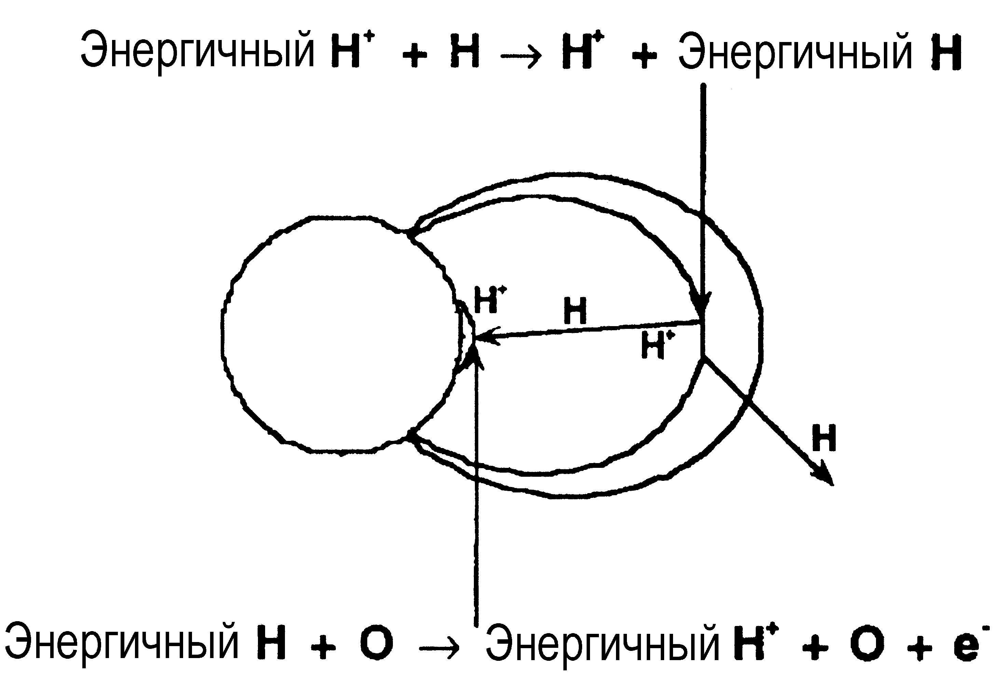 Энергичный H⁺ + H → H⁺ + Энергичный H
H⁺
H
H⁺
H
Энергичный H + O → Энергичный H⁺ + O + e⁻